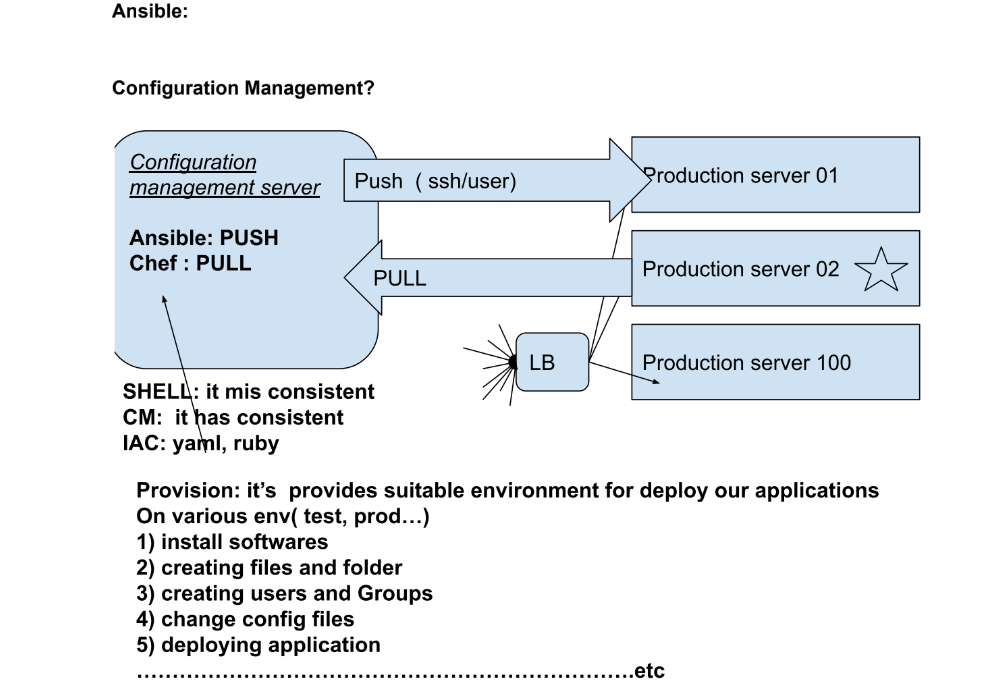 Ansible:
Configuration Management?
Configuration
management server
Ansible: PUSH
Chef : PULL
Push  ( ssh/user)
PULL
Production server 01
Production server 02
LB
Production server 100
SHELL: it mis consistent
CM:  it has consistent
IAC: yaml, ruby
Provision: it’s  provides suitable environment for deploy our applications
On various env( test, prod…)
1) install softwares
2) creating files and folder
3) creating users and Groups
4) change config files
5) deploying application
…………………………………………………………….etc